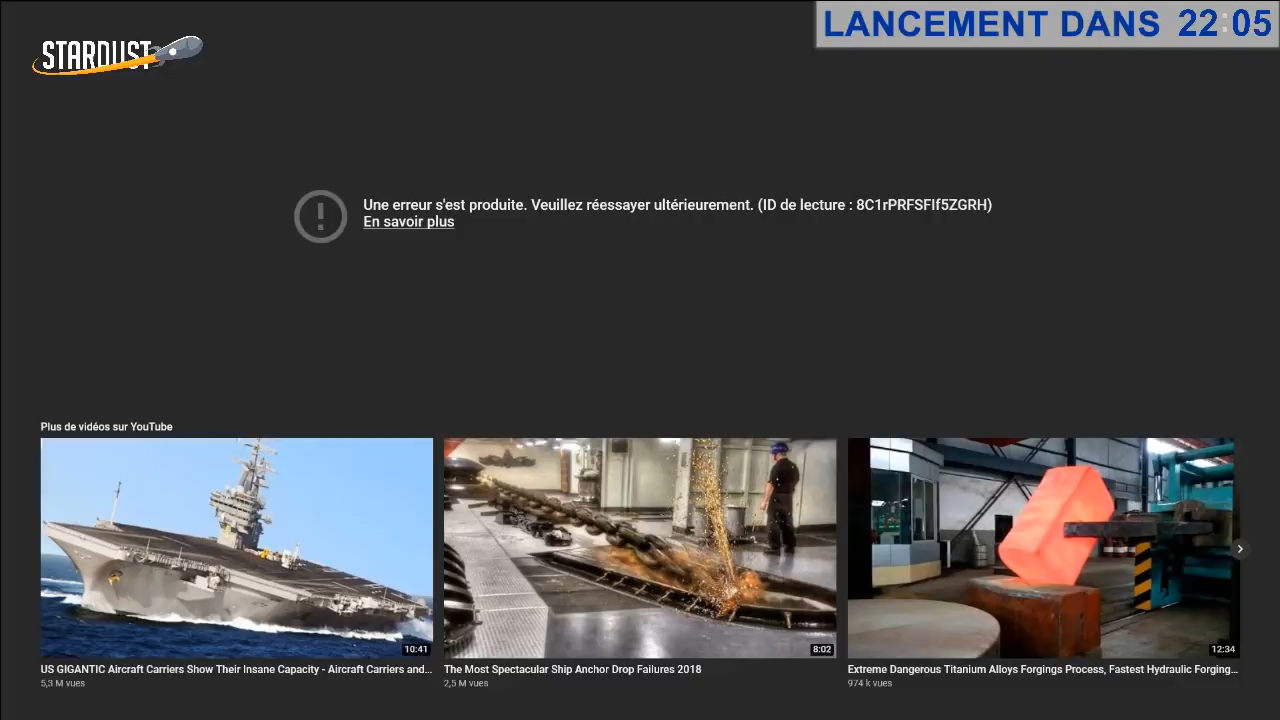 LANCEMENT DANS 22:05
STARDUST
Une erreur s'est produite. Veuillez réessayer ultérieurement. (ID de lecture : 8C1rPRFSFlf5ZGRH)
En savoir plus
Plus de vidéos sur YouTube
10:41
8:02
12:34
US GIGANTIC Aircraft Carriers Show Their Insane Capacity - Aircraft Carriers and...
The Most Spectacular Ship Anchor Drop Failures 2018
Extreme Dangerous Titanium Alloys Forgings Process, Fastest Hydraulic Forging...
5,3 M vues
2,5 M vues
974 k vues